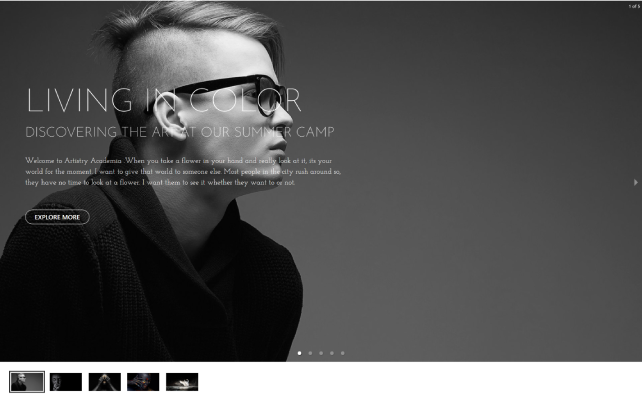 1 of 5
LIVING IN COLOR
DISCOVERING THE ART AT OUR SUMMER CAMP
Welcome to Artistry Academia. When you take a flower in your hand and really look at it, its your
world for the moment. I want to give that world to someone else. Most people in the city rush around so,
they have no time to look at a flower. I want them to see it whether they want to or not.
EXPLORE MORE